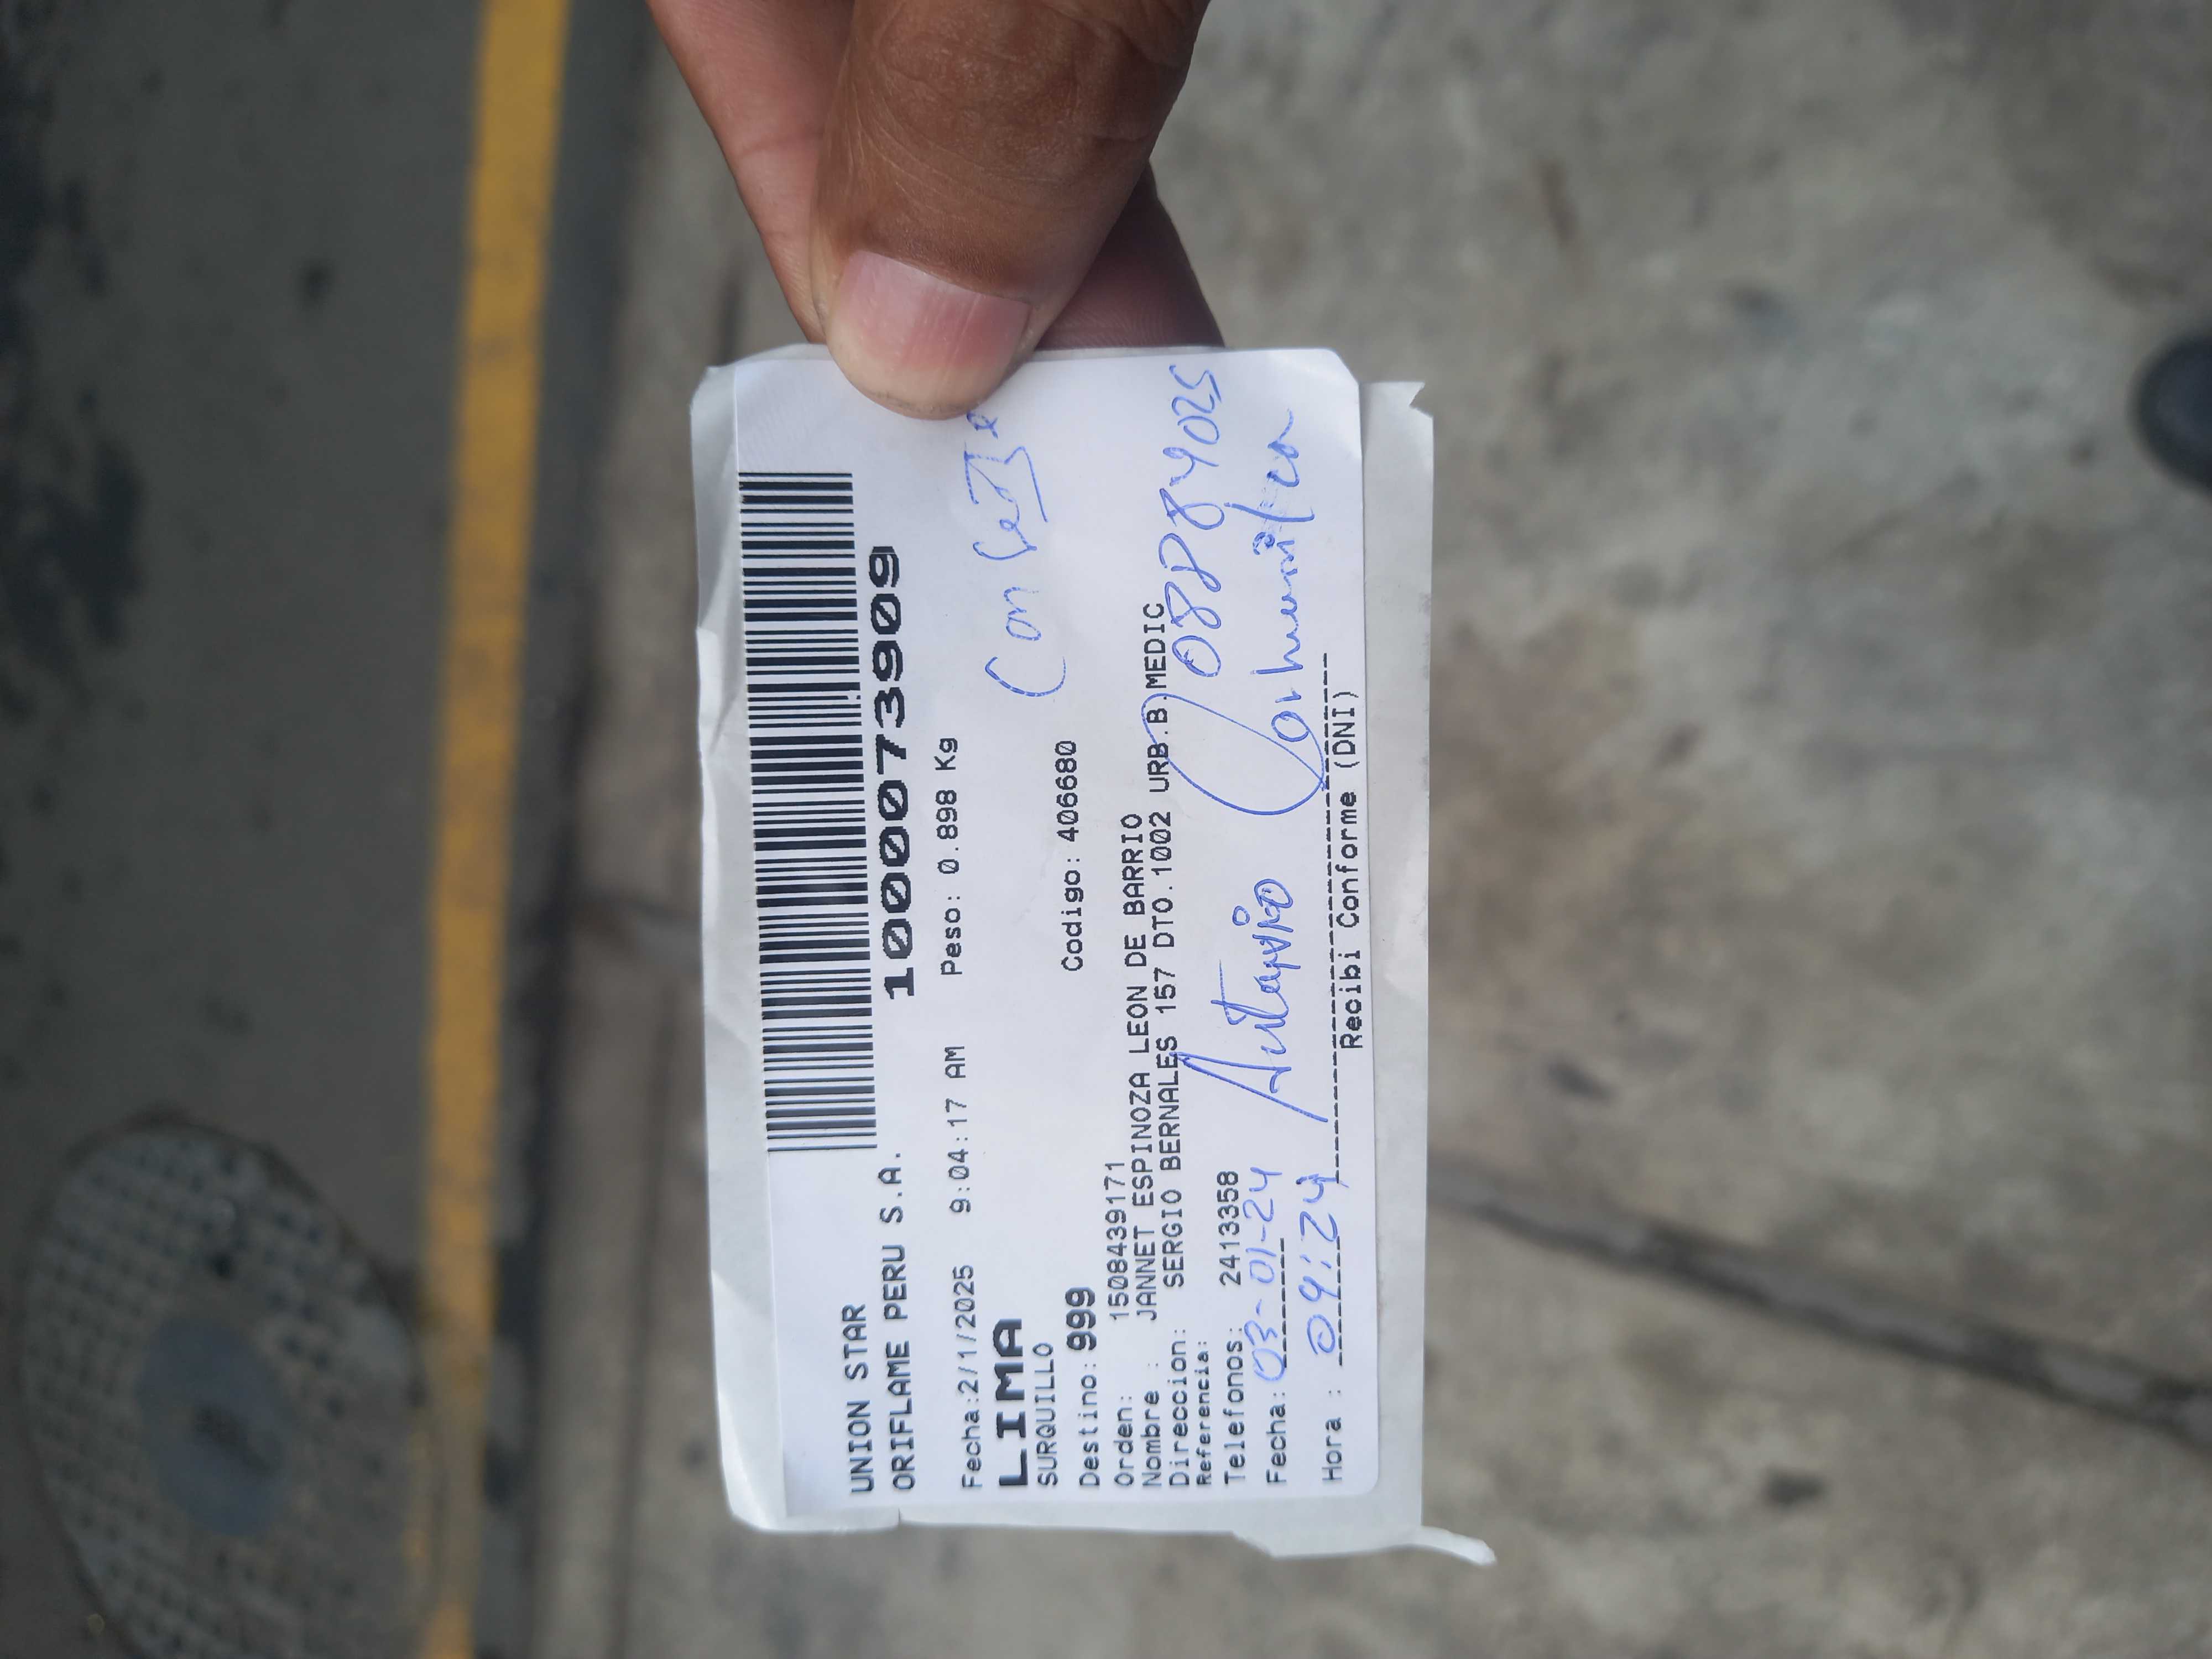 UNION STAR
ORIFLAME PERU S.A. 1000073909
Fecha:2/1/2025 9:04:17 AM Peso: 0.898 Kg
LIMA
SURQUILLO
Destino:999 Codigo: 406680
Orden: 1508439171
Nombre : JANNET ESPINOZA LEON DE BARRIO
Direccion: SERGIO BERNALES 157 DTO.1002 URB.B.MEDIC
Referencia:
Telefonos: 2413358
08884025
Fecha: 03-01-24
Hora : 09:24
Recibi Conforme (DNI)